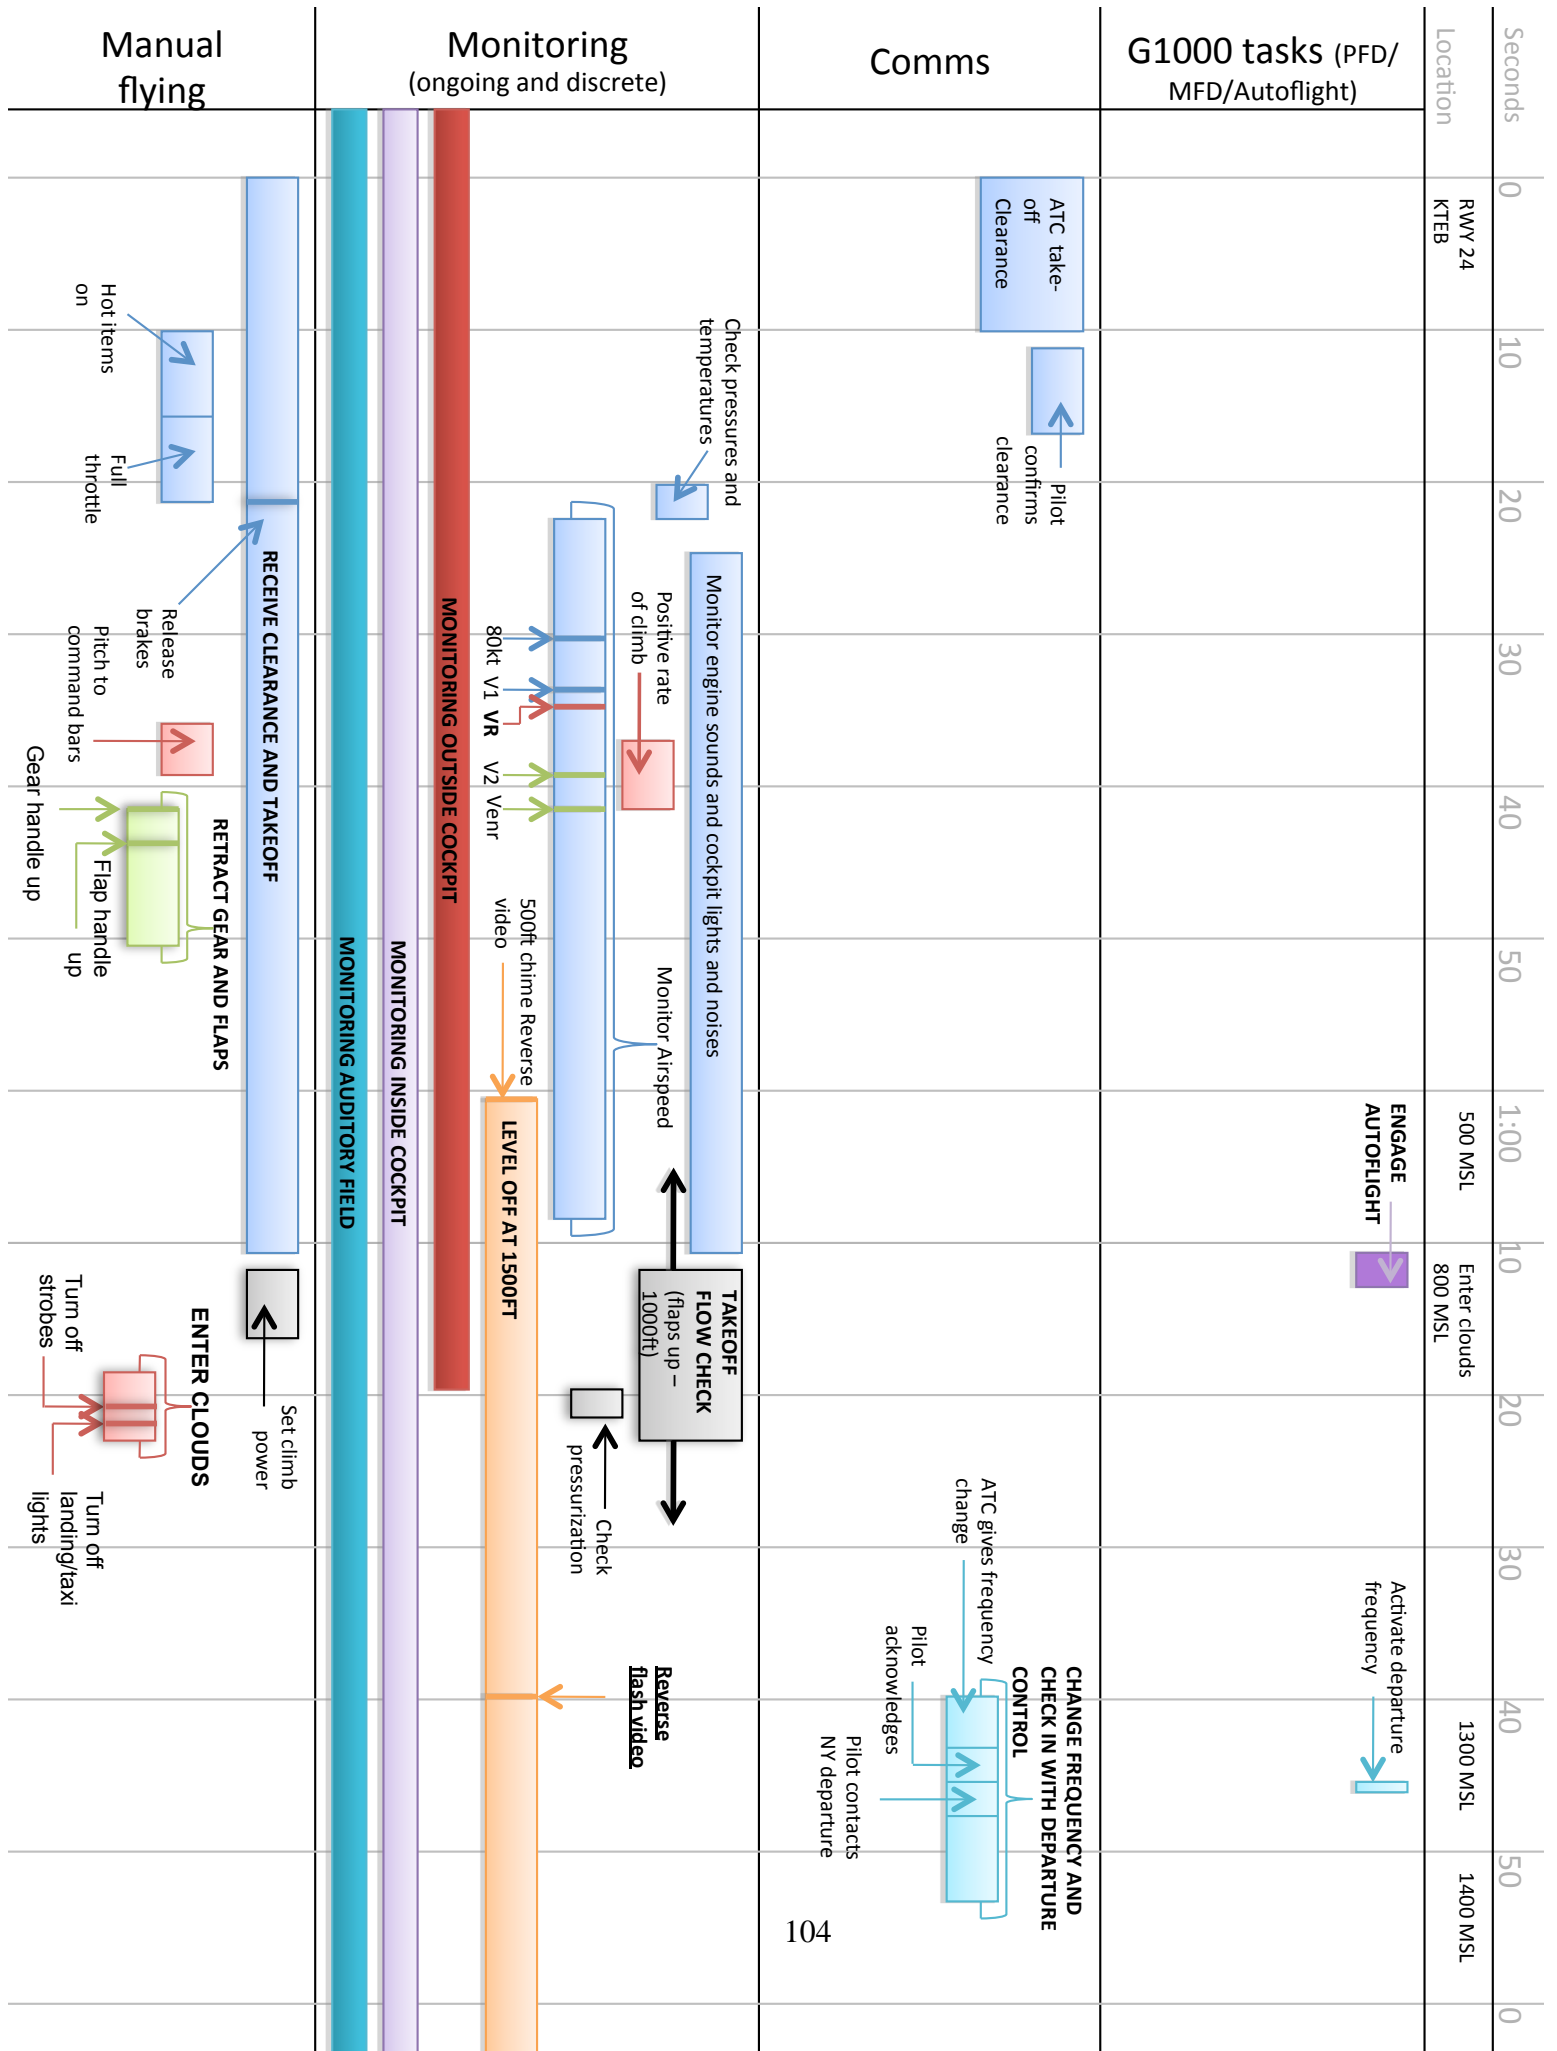 Seconds
0
10
20
30
40
50
1:00
10
20
30
40
50
0
Location
RWY 24
KTEB
500 MSL
Enter clouds
800 MSL
1300 MSL
1400 MSL
G1000 tasks (PFD/
MFD/Autoflight)
ENGAGE
AUTOFLIGHT
Activate departure
frequency
Comms
ATC take-
off
Clearance
Pilot
confirms
clearance
ATC gives frequency
change
Pilot
acknowledges
CHANGE FREQUENCY AND
CHECK IN WITH DEPARTURE
CONTROL
Pilot contacts
NY departure
Monitoring
(ongoing and discrete)
Check pressures and
temperatures
Monitor engine sounds and cockpit lights and noises
Positive rate
of climb
80kt
V1
VR
V2
Venr
Monitor Airspeed
500ft chime Reverse
video
TAKEOFF
FLOW CHECK
(flaps up –
1000ft)
Check
pressurization
LEVEL OFF AT 1500FT
Reverse
flash video
MONITORING OUTSIDE COCKPIT
MONITORING INSIDE COCKPIT
MONITORING AUDITORY FIELD
Manual
flying
RECEIVE CLEARANCE AND TAKEOFF
Hot items
on
Full
throttle
Release
brakes
Pitch to
command bars
RETRACT GEAR AND FLAPS
Gear handle up
Flap handle
up
Set climb
power
ENTER CLOUDS
Turn off
strobes
Turn off
landing/taxi
lights
104